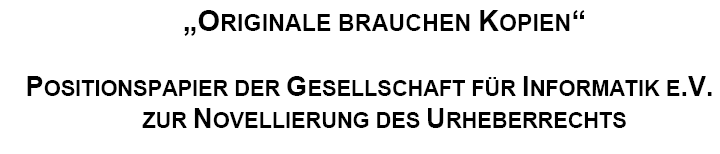 „ORIGINALE BRAUCHEN KOPIEN“
POSITIONSPAPIER DER GESELLSCHAFT FÜR INFORMATIK E.V.
ZUR NOVELLIERUNG DES URHEBERRECHTS